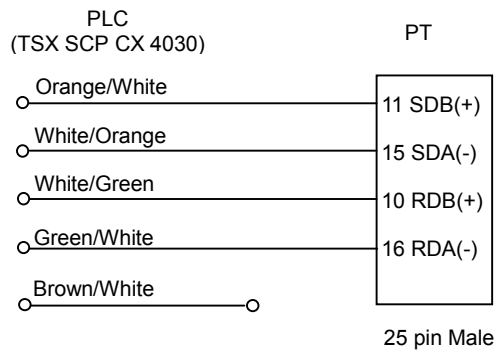 PLC
(TSX SCP CX 4030)
PT
Orange/White
11 SDB(+)
White/Orange
15 SDA(-)
White/Green
10 RDB(+)
Green/White
16 RDA(-)
Brown/White
25 pin Male